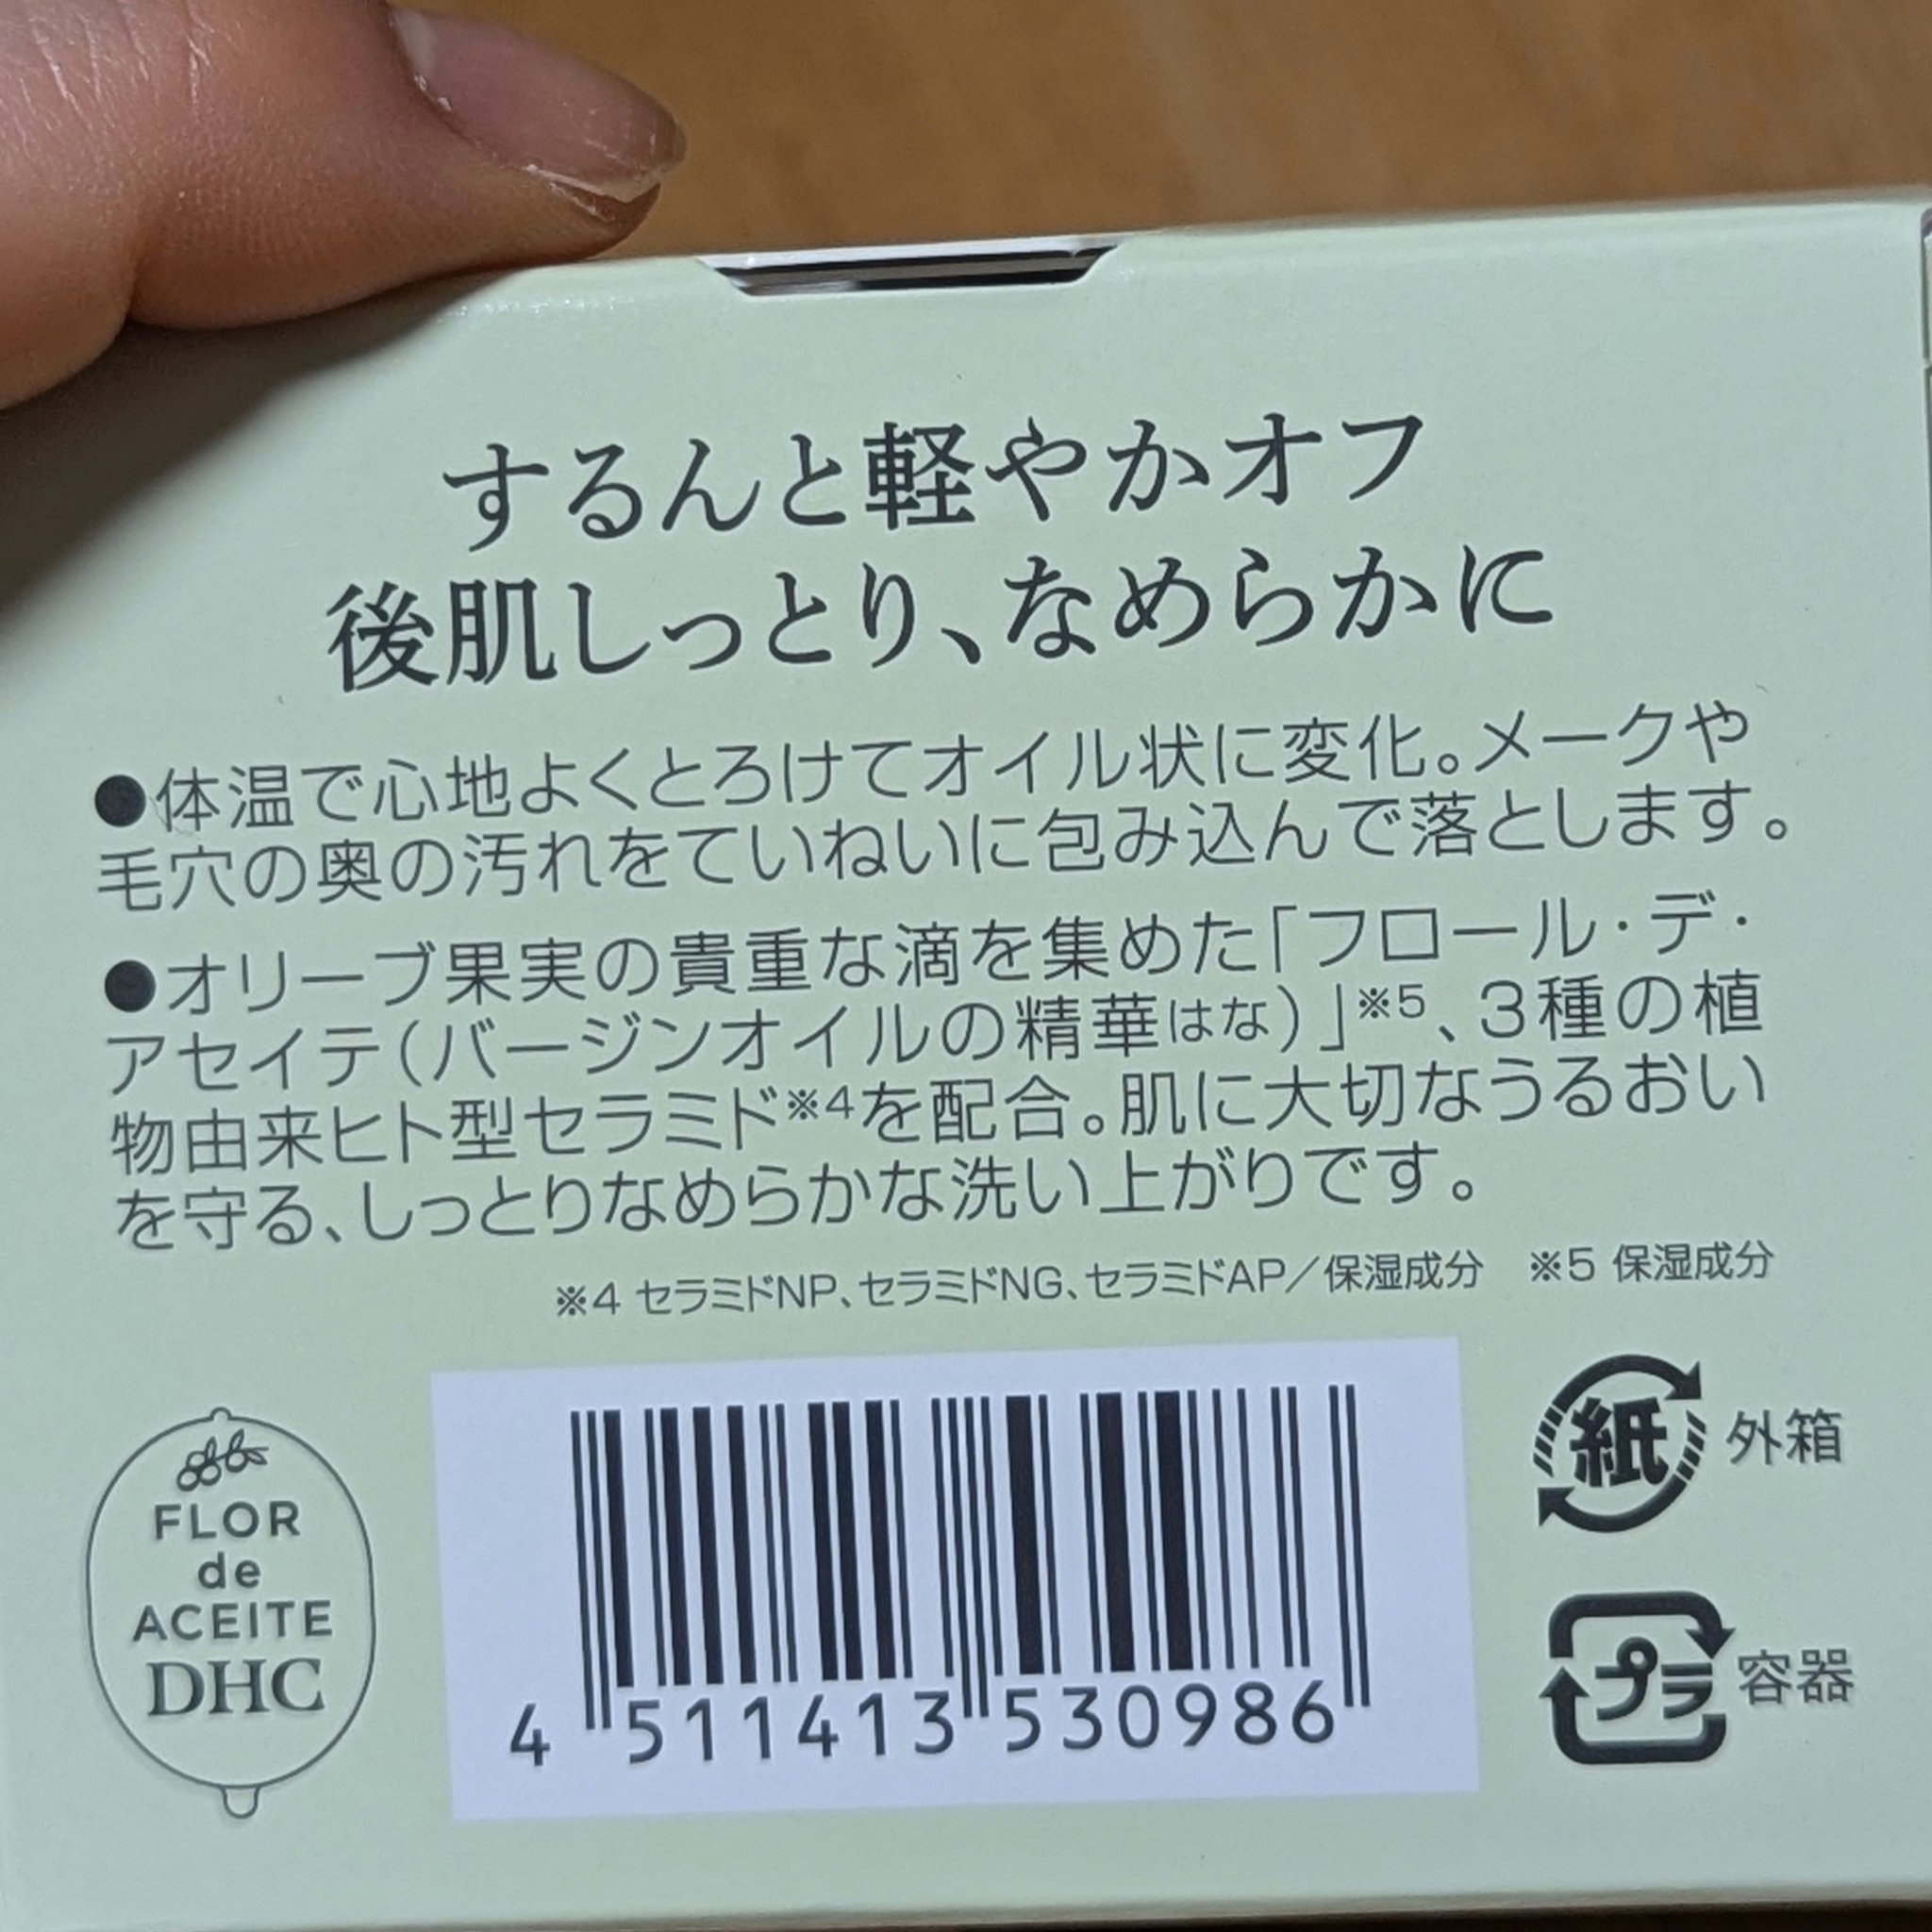 するんと軽やかオフ
後肌しっとり、なめらかに
●体温で心地よくとろけてオイル状に変化。メークや
毛穴の奥の汚れをていねいに包み込んで落とします。
●オリーブ果実の貴重な滴を集めた「フロール・デ・
アセイテ(バージンオイルの精華はな)」※5、3種の植
物由来ヒト型セラミド※4を配合。肌に大切なうるおい
を守る、しっとりなめらかな洗い上がりです。
※4 セラミドNP、セラミドNG、セラミドAP/保湿成分 ※5 保湿成分
FLOR
de
ACEITE
DHC
4 511413 530986
紙 外箱
プラ 容器